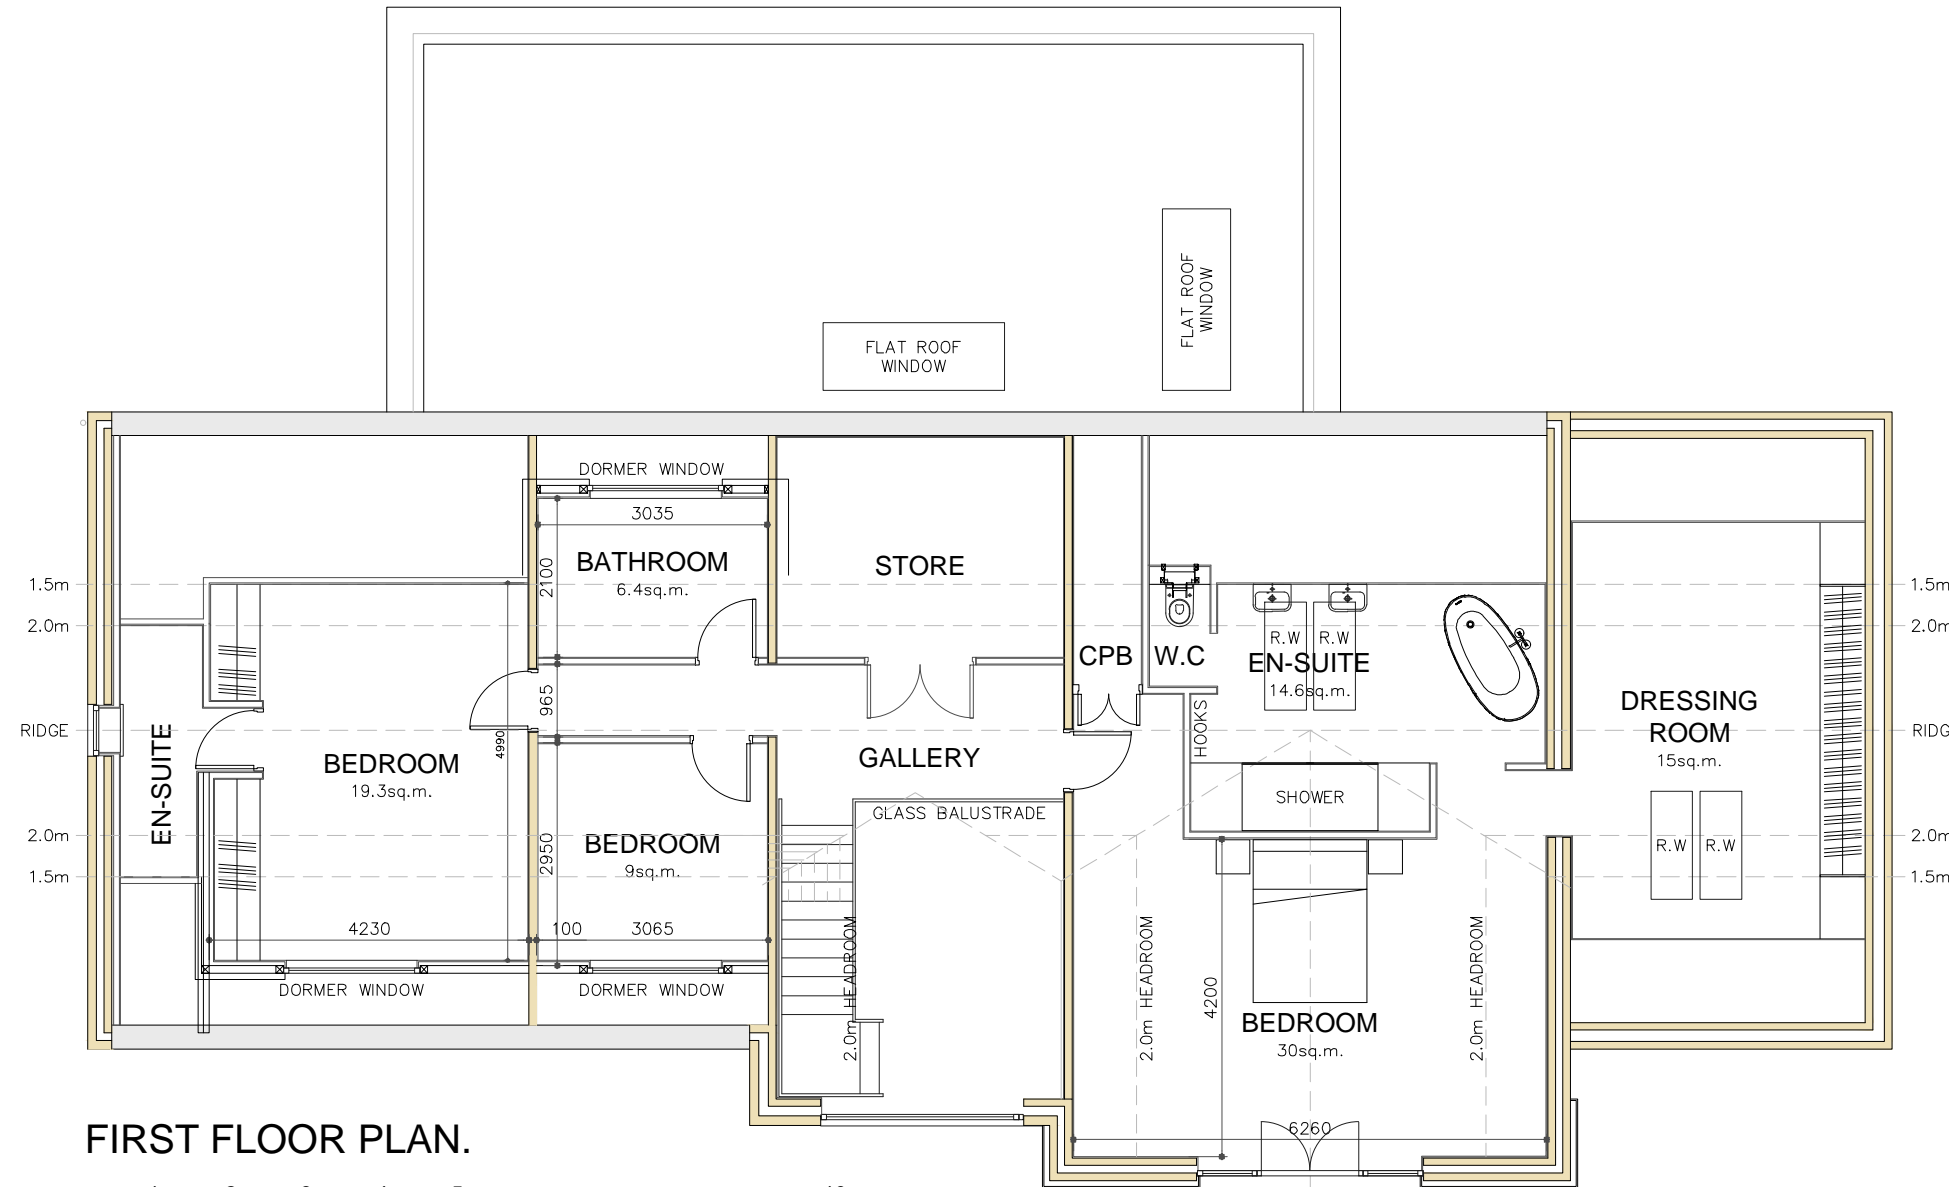 FLAT ROOF
WINDOW
FLAT ROOF
WINDOW
DORMER WINDOW
3035
BATHROOM
6.4sq.m.
2100
STORE
1.5m
1.5m
2.0m
2.0m
CPB
W.C
R.W
R.W
EN-SUITE
14.6sq.m.
HOOKS
DRESSING
ROOM
15sq.m.
R.W
R.W
RIDGE
RIDG
965
4990
EN-SUITE
BEDROOM
19.3sq.m.
GALLERY
GLASS BALUSTRADE
SHOWER
2.0m
2.0m
BEDROOM
9sq.m.
2950
1.5m
1.5m
4230
100
3065
DORMER WINDOW
DORMER WINDOW
2.0m HEADROOM
2.0m HEADROOM
2.0m HEADROOM
4200
BEDROOM
30sq.m.
6260
FIRST FLOOR PLAN.